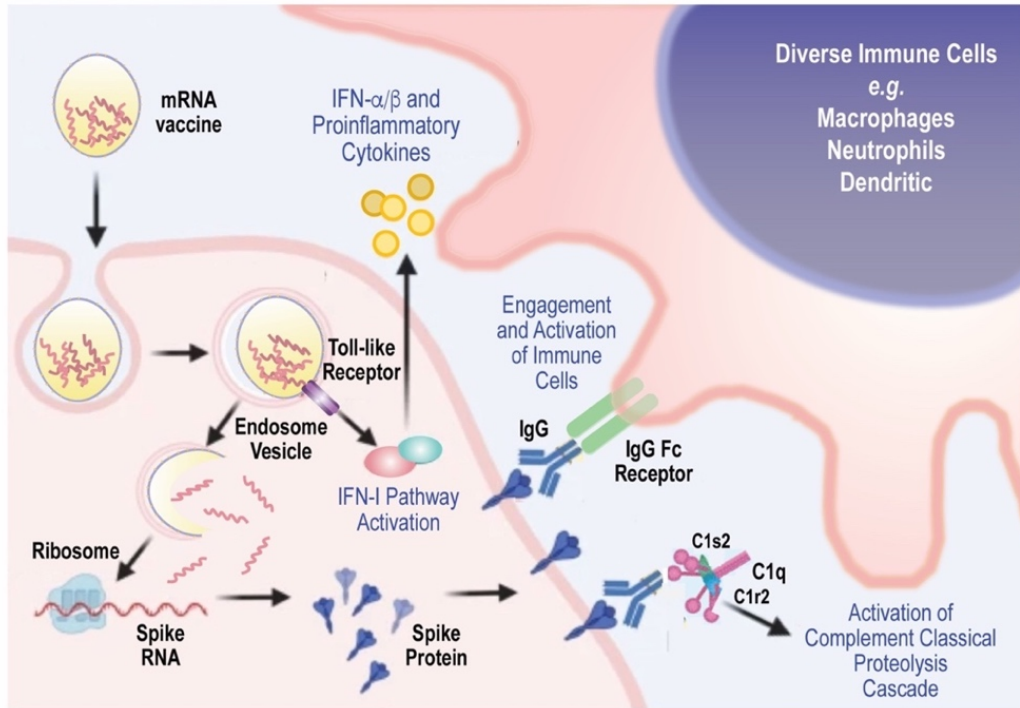 mRNA
vaccine
IFN-α/β and
Proinflammatory
Cytokines
Diverse Immune Cells
e.g.
Macrophages
Neutrophils
Dendritic
Toll-like
Receptor
Endosome
Vesicle
IFN-I Pathway
Activation
Engagement
and Activation
of Immune
Cells
IgG
IgG Fc
Receptor
Ribosome
Spike
RNA
Spike
Protein
C1s2
C1q
C1r2
Activation of
Complement Classical
Proteolysis
Cascade